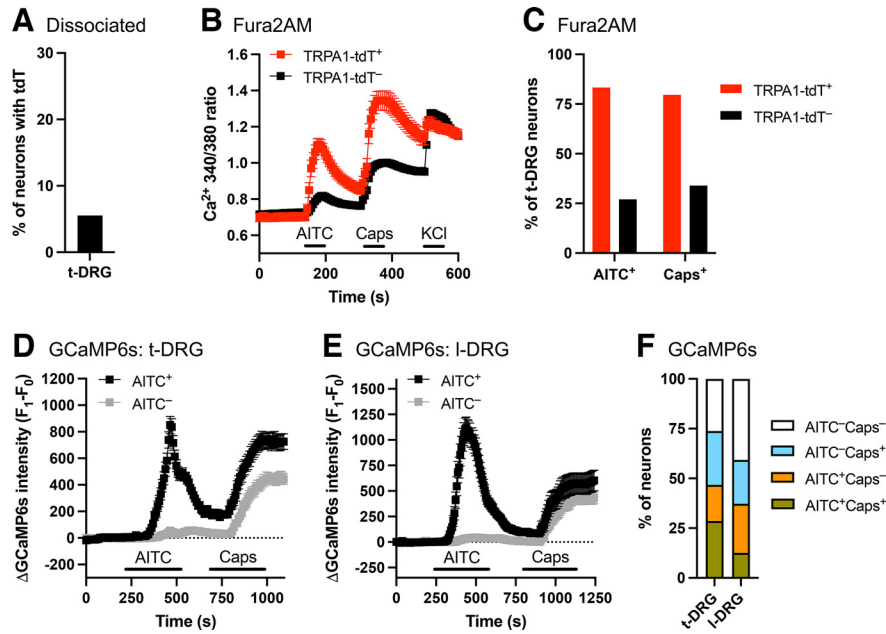 A Dissociated
% of neurons with tdT
30
20
10
0
t-DRG
B Fura2AM
TRPA1-tdT⁺
TRPA1-tdT⁻
Ca²⁺ 340/380 ratio
1.6
1.4
1.2
1.0
0.8
0.6
AITC
Caps
KCl
0
200
400
600
Time (s)
C Fura2AM
% of t-DRG neurons
100
75
50
25
0
AITC⁺
Caps⁺
TRPA1-tdT⁺
TRPA1-tdT⁻
D GCaMP6s: t-DRG
AITC⁺
AITC⁻
ΔGCaMP6s intensity (F₁-F₀)
1200
1000
800
600
400
200
0
-200
AITC
Caps
0
250
500
750
1000
Time (s)
E GCaMP6s: l-DRG
AITC⁺
AITC⁻
ΔGCaMP6s intensity (F₁-F₀)
1500
1250
1000
750
500
250
0
-250
AITC
Caps
0
250
500
750
1000
1250
Time (s)
F GCaMP6s
% of neurons
100
75
50
25
0
t-DRG
l-DRG
AITC⁻Caps⁻
AITC⁻Caps⁺
AITC⁺Caps⁻
AITC⁺Caps⁺